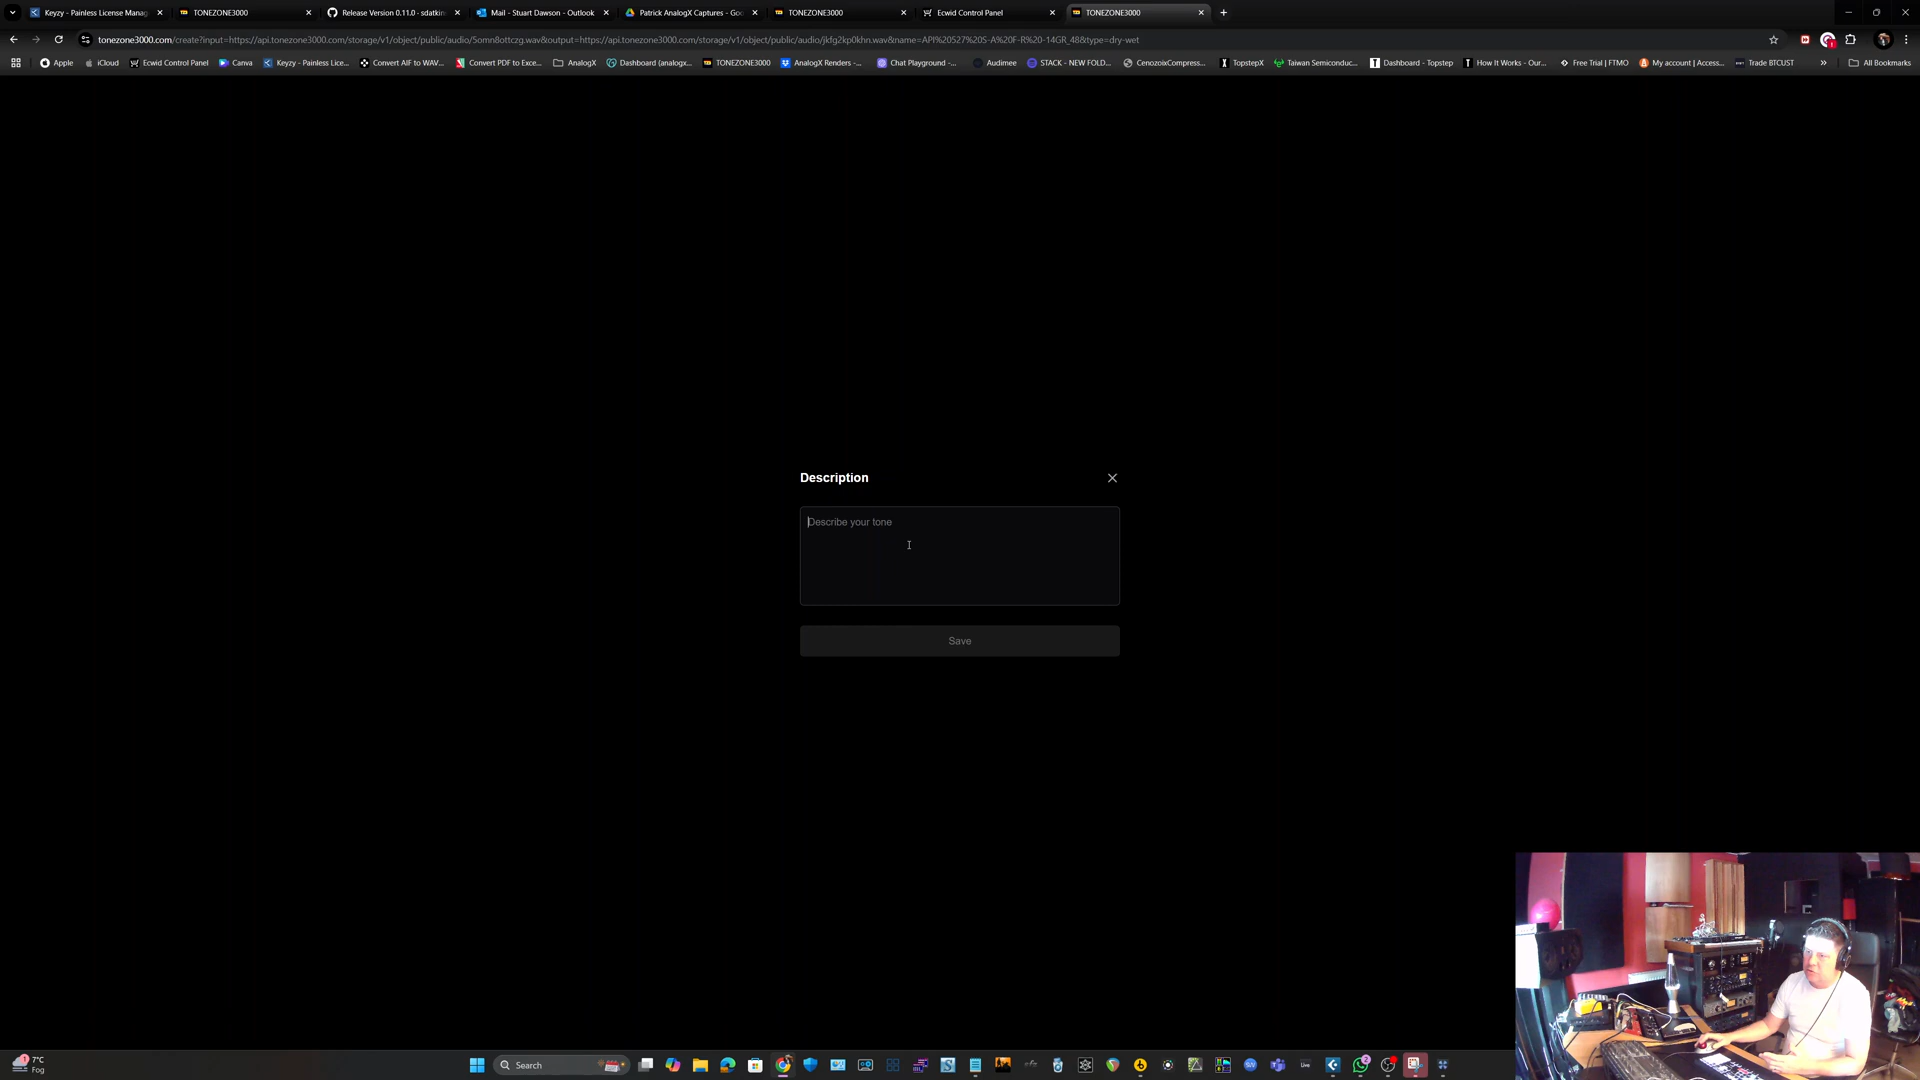 Keyzy - Painless License Manag
TONEZONE3000
Release Version 0.11.0 - sdatkin
Mail - Stuart Dawson - Outlook
Patrick AnalogX Captures - Goo
TONEZONE3000
Ecwid Control Panel
TONEZONE3000
tonezone3000.com/create?input=https://api.tonezone3000.com/storage/v1/object/public/audio/5omn8ottczg.wav&output=https://api.tonezone3000.com/storage/v1/object/public/audio/jkfg2kp0khn.wav&name=API%20527%20S-A%20F-R%20-14GR_48&type=dry-wet
Apple
iCloud
Ecwid Control Panel
Canva
Keyzy - Painless Lice...
Convert AIF to WAV...
Convert PDF to Exce...
AnalogX
Dashboard (analogx...
TONEZONE3000
AnalogX Renders –...
Chat Playground -...
Audimee
STACK - NEW FOLD...
CenozoixCompress...
TopstepX
Taiwan Semiconduc...
Dashboard - Topstep
How It Works - Our...
Free Trial | FTMO
My account | Access...
Trade BTCUST
All Bookmarks
Description
Describe your tone
Save
7°C
Fog
Search